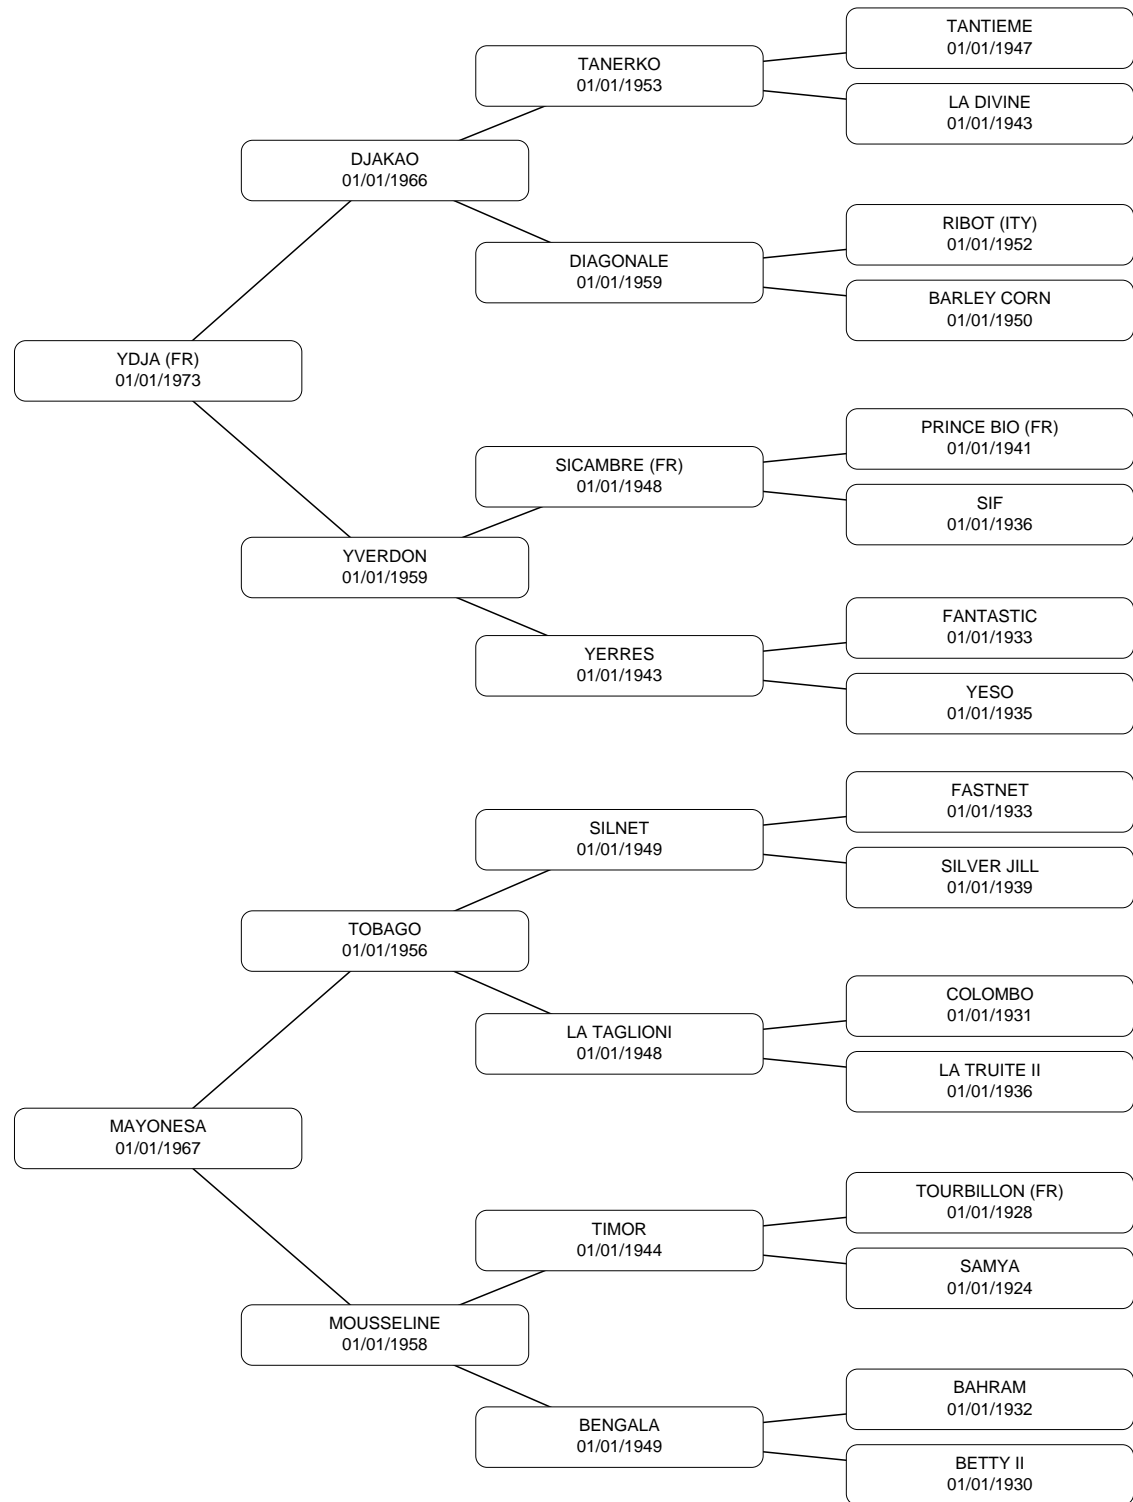 TANTIEME
01/01/1947
TANERKO
01/01/1953
LA DIVINE
01/01/1943
DJAKAO
01/01/1966
RIBOT (ITY)
01/01/1952
DIAGONALE
01/01/1959
BARLEY CORN
01/01/1950
YDJA (FR)
01/01/1973
PRINCE BIO (FR)
01/01/1941
SICAMBRE (FR)
01/01/1948
SIF
01/01/1936
YVERDON
01/01/1959
FANTASTIC
01/01/1933
YERRES
01/01/1943
YESO
01/01/1935
FASTNET
01/01/1933
SILNET
01/01/1949
SILVER JILL
01/01/1939
TOBAGO
01/01/1956
COLOMBO
01/01/1931
LA TAGLIONI
01/01/1948
LA TRUITE II
01/01/1936
MAYONESA
01/01/1967
TOURBILLON (FR)
01/01/1928
TIMOR
01/01/1944
SAMYA
01/01/1924
MOUSSELINE
01/01/1958
BAHRAM
01/01/1932
BENGALA
01/01/1949
BETTY II
01/01/1930